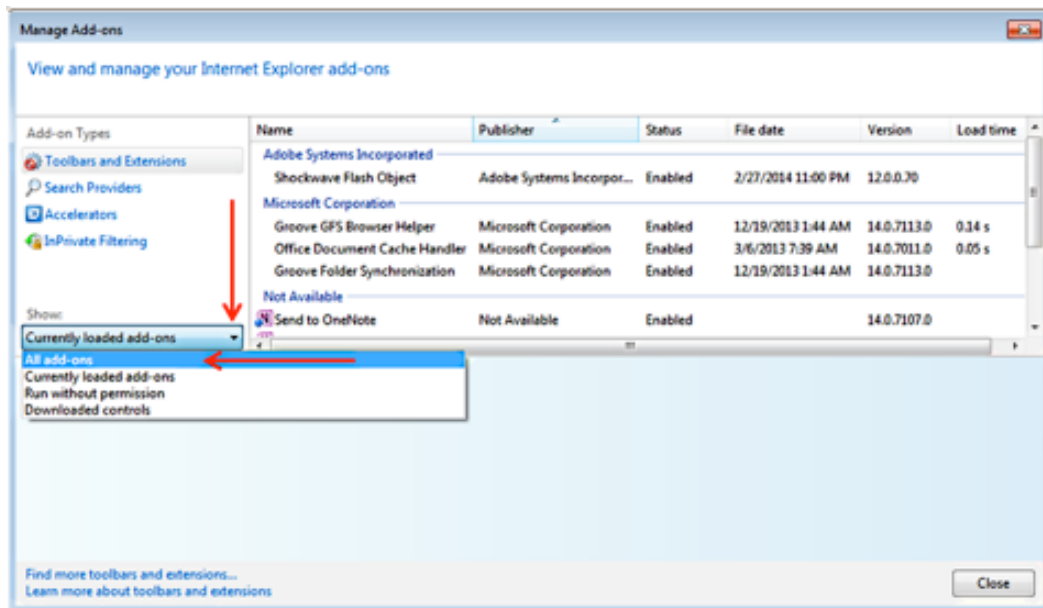 Manage Add-ons
View and manage your Internet Explorer add-ons
Add-on Types
Toolbars and Extensions
Search Providers
Accelerators
InPrivate Filtering
Show:
Currently loaded add-ons
All add-ons
Currently loaded add-ons
Run without permission
Downloaded controls
Name Publisher Status File date Version Load time
Adobe Systems Incorporated
Shockwave Flash Object Adobe Systems Incorpor... Enabled 2/27/2014 11:00 PM 12.0.0.70
Microsoft Corporation
Groove GFS Browser Helper Microsoft Corporation Enabled 12/19/2013 1:44 AM 14.0.7113.0 0.14 s
Office Document Cache Handler Microsoft Corporation Enabled 3/6/2013 7:39 AM 14.0.7011.0 0.05 s
Groove Folder Synchronization Microsoft Corporation Enabled 12/19/2013 1:44 AM 14.0.7113.0
Not Available
Send to OneNote Not Available Enabled 14.0.7107.0
Find more toolbars and extensions...
Learn more about toolbars and extensions
Close